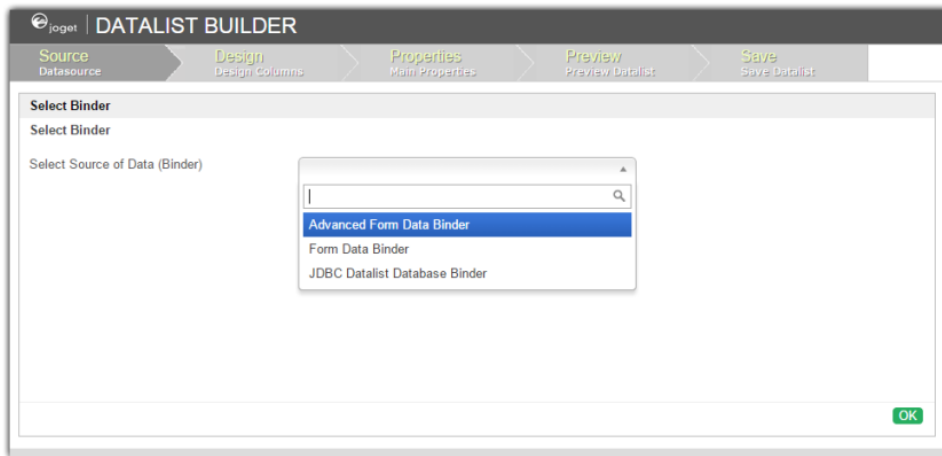 joget | DATALIST BUILDER
Source Design Properties Preview Save
Datasource Design Columns Main Properties Preview Datalist Save Datalist
Select Binder
Select Binder
Select Source of Data (Binder)
Advanced Form Data Binder
Form Data Binder
JDBC Datalist Database Binder
OK